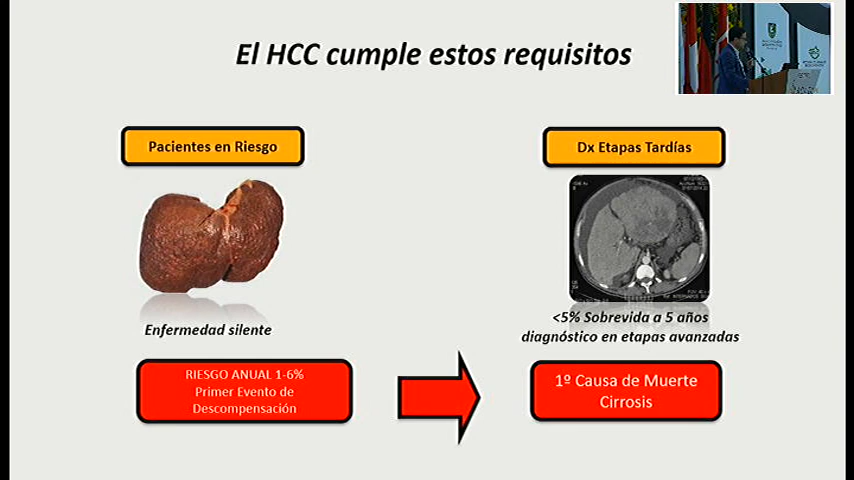 El HCC cumple estos requisitos
Pacientes en Riesgo
Dx Etapas Tardías
Enfermedad silente
<5% Sobrevida a 5 años
diagnóstico en etapas avanzadas
RIESGO ANUAL 1-6%
Primer Evento de
Descompensación
1º Causa de Muerte
Cirrosis